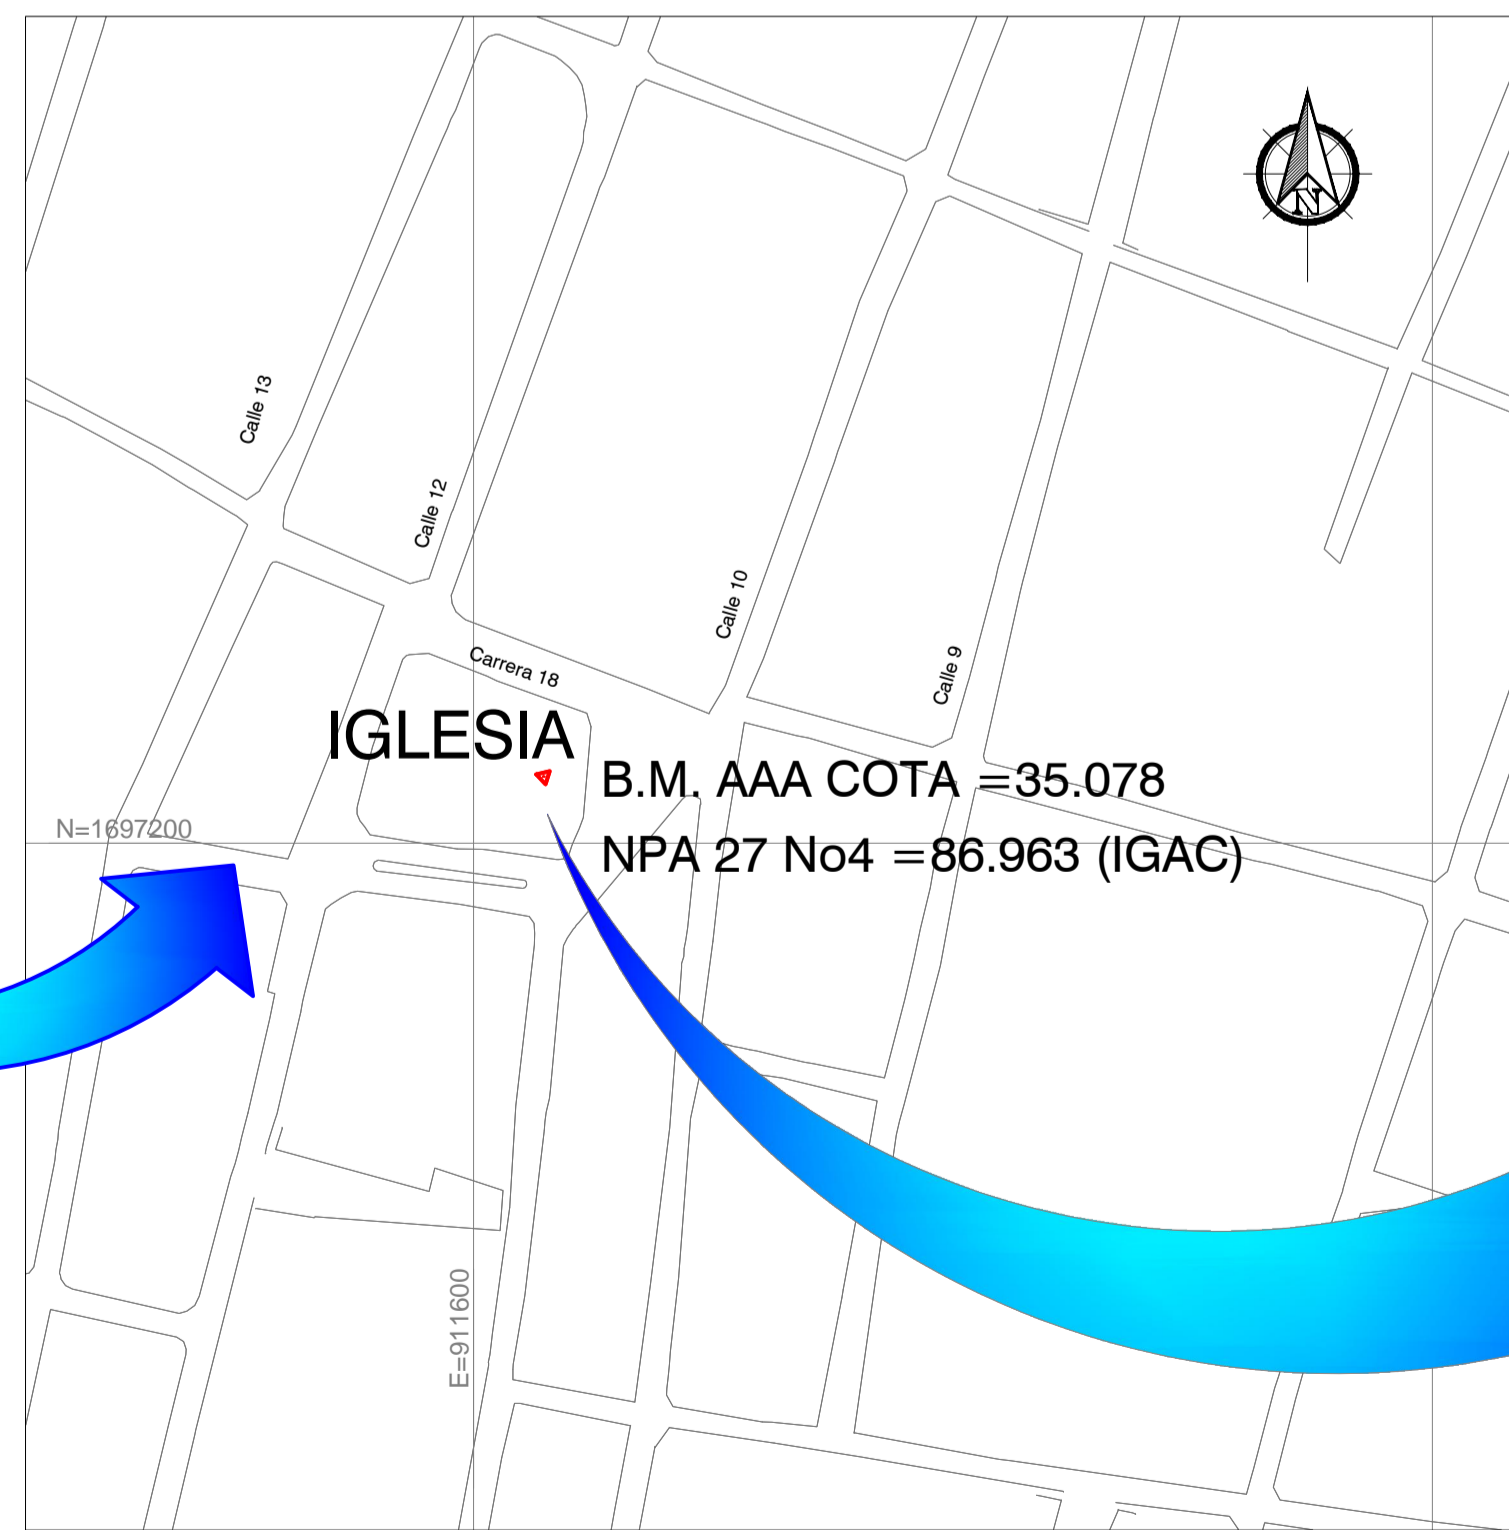 N
Calle 13
Calle 12
Calle 10
Calle 9
Carrera 18
IGLESIA
B.M. AAA COTA =35.078
NPA 27 No4 =86.963 (IGAC)
N=1697200
E=911600